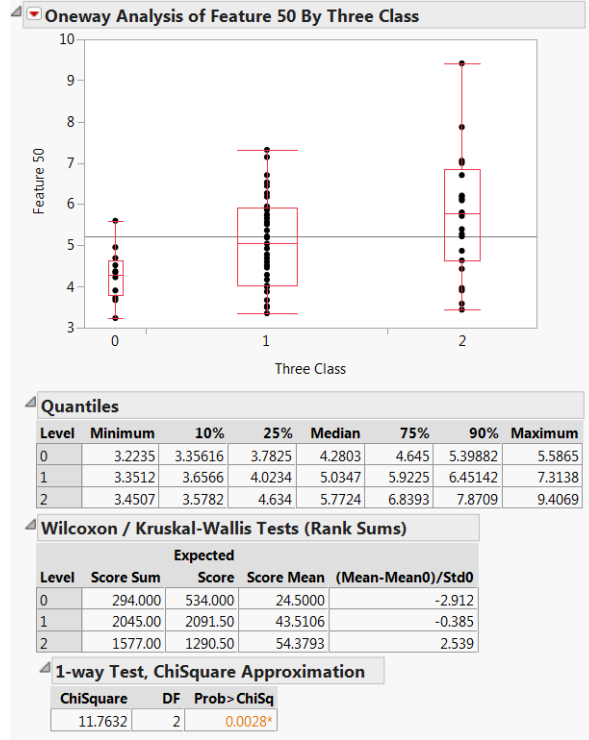 Oneway Analysis of Feature 50 By Three Class
10
9
8
7
6
5
4
3
Feature 50
0 1 2
Three Class
Quantiles
Level Minimum 10% 25% Median 75% 90% Maximum
0 3.2235 3.35616 3.7825 4.2803 4.645 5.39882 5.5865
1 3.3512 3.6566 4.0234 5.0347 5.9225 6.45142 7.3138
2 3.4507 3.5782 4.634 5.7724 6.8393 7.8709 9.4069
Wilcoxon / Kruskal-Wallis Tests (Rank Sums)
Expected
Level Score Sum Score Score Mean (Mean-Mean0)/Std0
0 294.000 534.000 24.5000 -2.912
1 2045.00 2091.50 43.5106 -0.385
2 1577.00 1290.50 54.3793 2.539
1-way Test, ChiSquare Approximation
ChiSquare DF Prob>ChiSq
11.7632 2 0.0028*